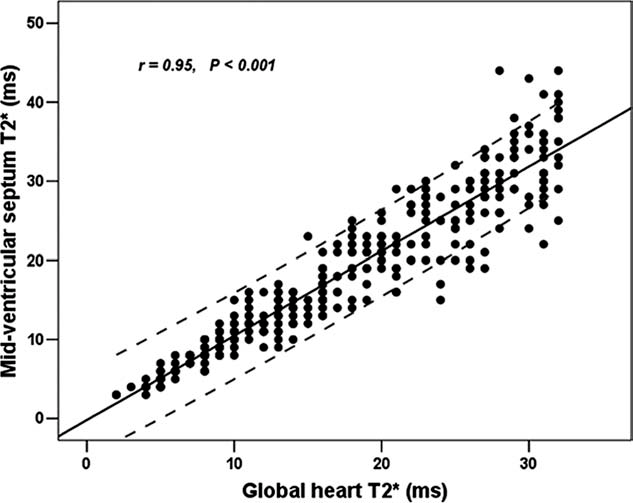 r = 0.95, P < 0.001
Mid-ventricular septum T2* (ms)
50
40
30
20
10
0
0 10 20 30
Global heart T2* (ms)